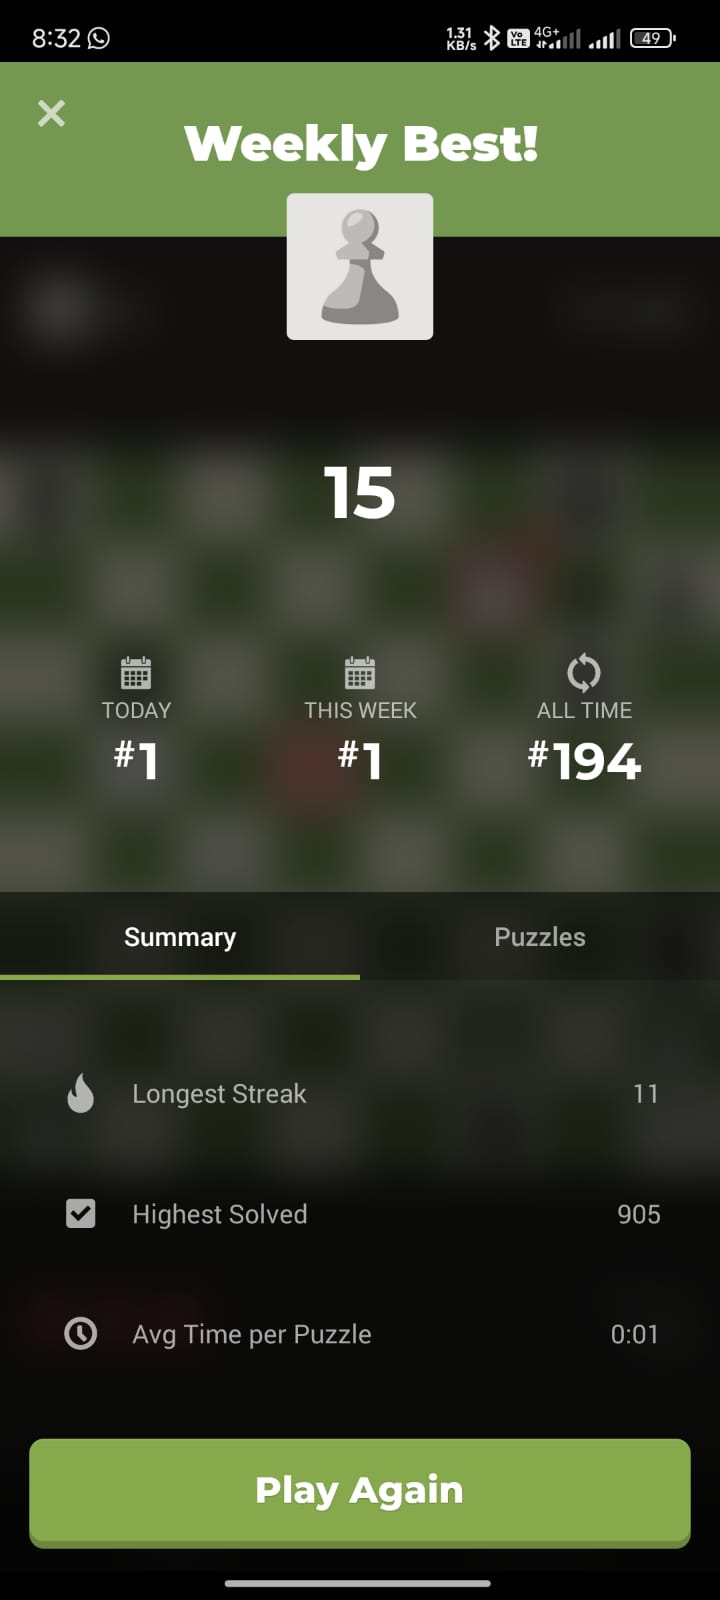 8:32
1.31 KB/s Vo LTE 4G+ 49
Weekly Best!
15
TODAY THIS WEEK ALL TIME
#1 #1 #194
Summary Puzzles
Longest Streak 11
Highest Solved 905
Avg Time per Puzzle 0:01
Play Again